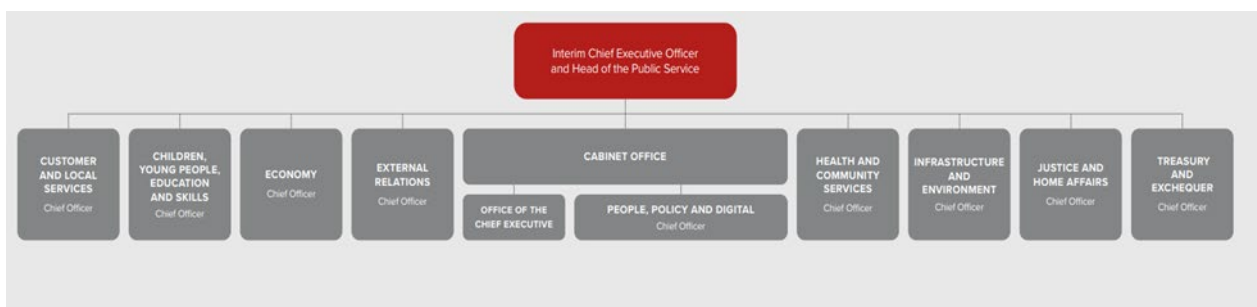 Interim Chief Executive Officer
and Head of the Public Service
CUSTOMER
AND LOCAL
SERVICES
Chief Officer
CHILDREN,
YOUNG PEOPLE,
EDUCATION
AND SKILLS
Chief Officer
ECONOMY
Chief Officer
EXTERNAL
RELATIONS
Chief Officer
CABINET OFFICE
OFFICE OF THE
CHIEF EXECUTIVE
PEOPLE, POLICY AND DIGITAL
Chief Officer
HEALTH AND
COMMUNITY
SERVICES
Chief Officer
INFRASTRUCTURE
AND
ENVIRONMENT
Chief Officer
JUSTICE AND
HOME AFFAIRS
Chief Officer
TREASURY
AND
EXCHEQUER
Chief Officer